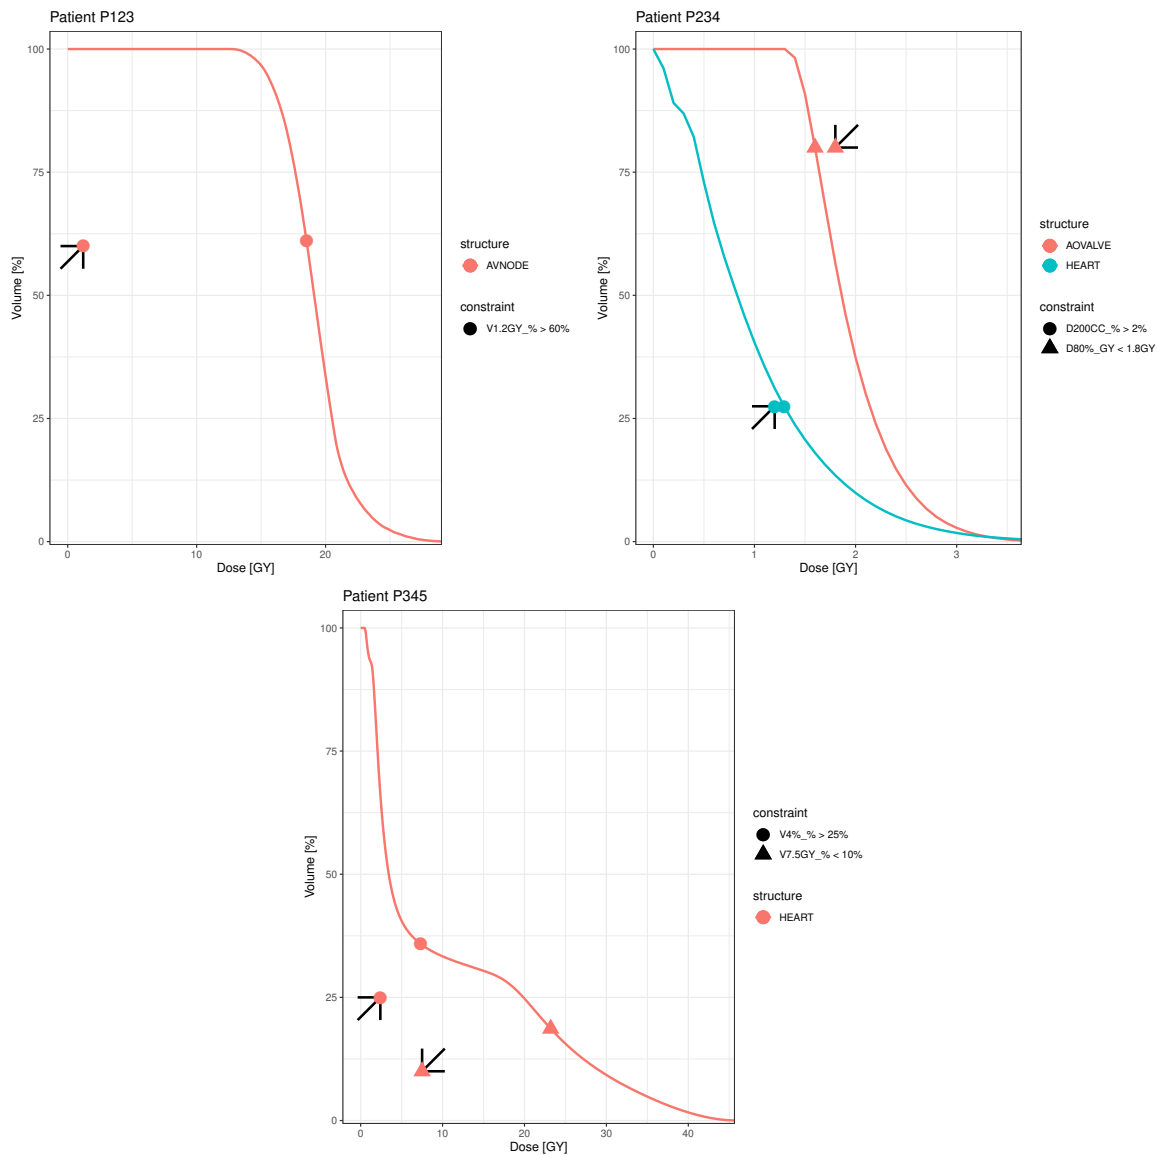 Patient P123
100
75
50
25
0
0
10
20
Volume [%]
Dose [GY]
structure
AVNODE
constraint
V1.2GY_% > 60%
Patient P234
100
75
50
25
0
0
1
2
3
Volume [%]
Dose [GY]
structure
AOVALVE
HEART
constraint
D200CC_% > 2%
D80%_GY < 1.8GY
Patient P345
100
75
50
25
0
0
10
20
30
40
Volume [%]
Dose [GY]
constraint
V4%_% > 25%
V7.5GY_% < 10%
structure
HEART